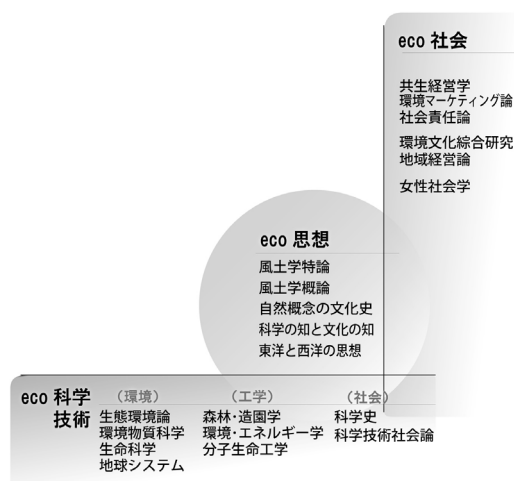 eco 社会
共生経営学
環境マーケティング論
社会責任論
環境文化綜合研究
地域経営論
女性社会学
eco 思想
風土学特論
風土学概論
自然概念の文化史
科学の知と文化の知
東洋と西洋の思想
eco 科学
技術
（環境）
生態環境論
環境物質科学
生命科学
地球システム
（工学）
森林・造園学
環境・エネルギー学
分子生命工学
（社会）
科学史
科学技術社会論